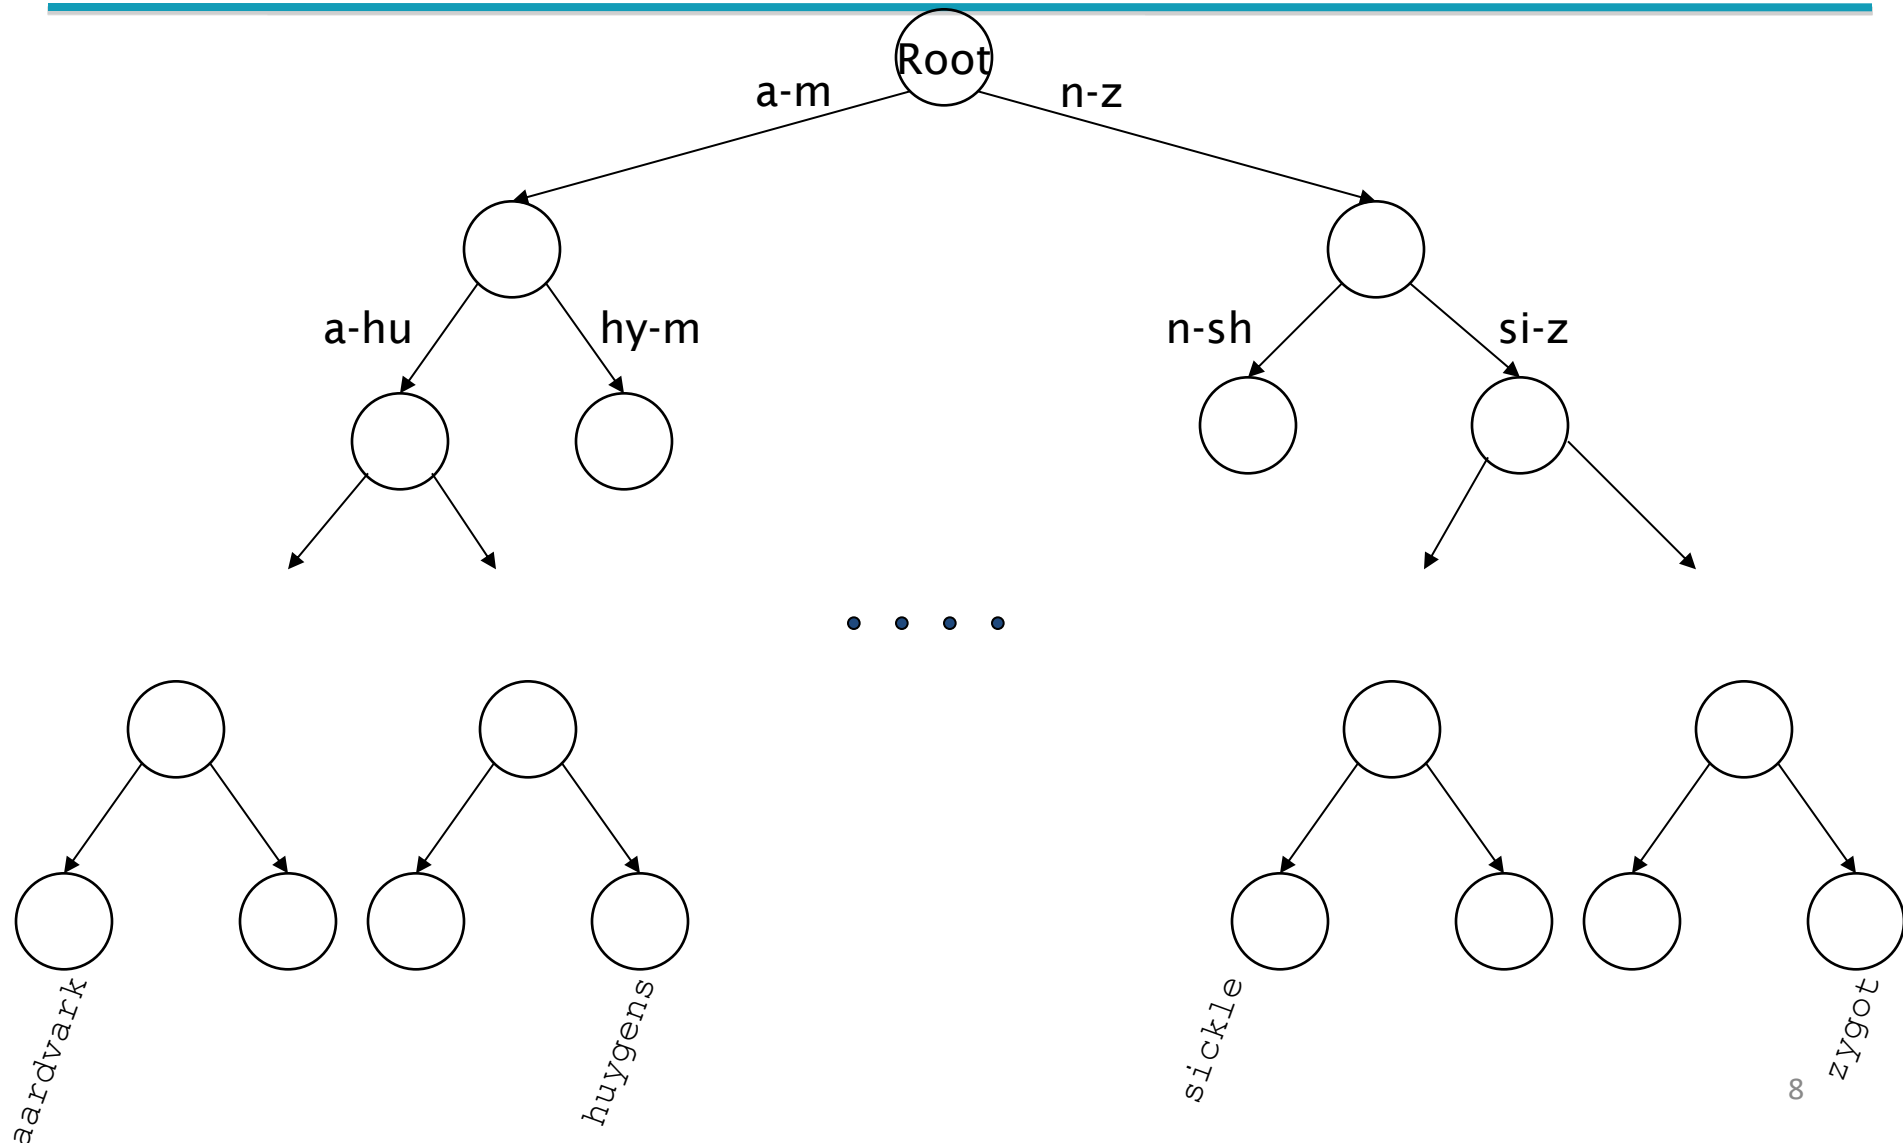 Root
a-m
n-z
a-hu
hy-m
n-sh
si-z
aardvark
huygens
sickle
zygot
8